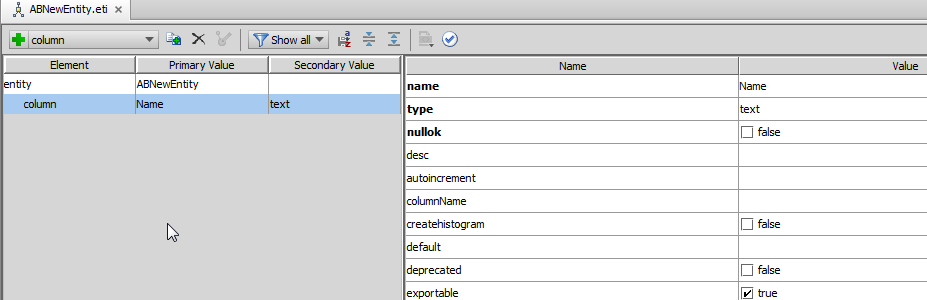 ABNewEntity.eti ×
column Show all
Element Primary Value Secondary Value Name Value
entity ABNewEntity name Name
column Name text type text
nullok false
desc
autoincrement
columnName
createhistogram false
default
deprecated false
exportable true